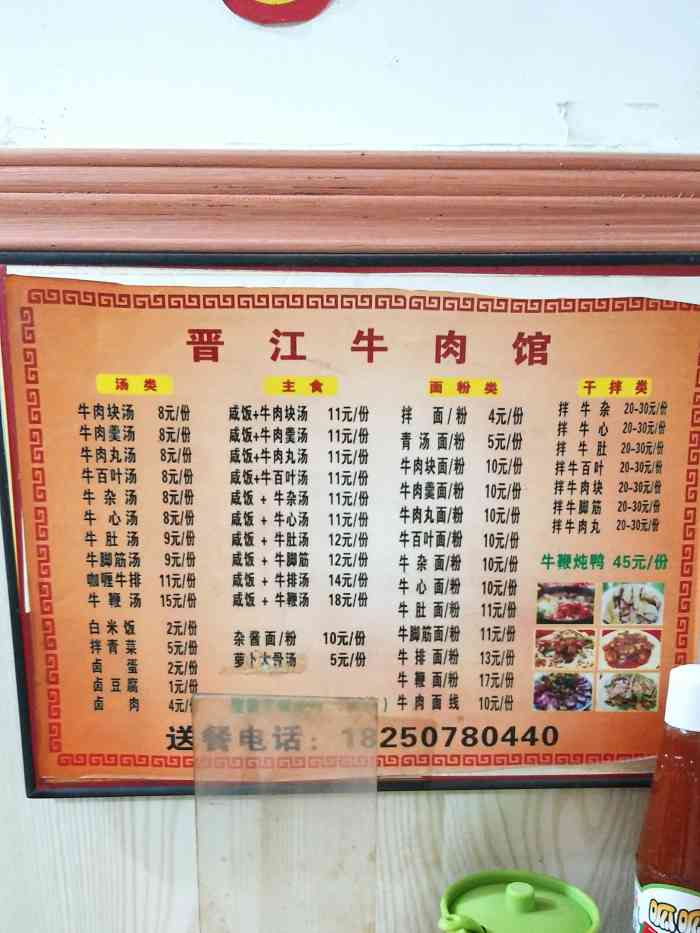 晋江牛肉馆
汤类
牛肉块汤 8元/份
牛肉羹汤 8元/份
牛肉丸汤 8元/份
牛百叶汤 8元/份
牛杂汤 8元/份
牛心汤 8元/份
牛肚汤 9元/份
牛脚筋汤 9元/份
咖喱牛排 11元/份
牛鞭汤 15元/份
白米饭 2元/份
拌青菜 5元/份
卤蛋 2元/份
卤豆腐 1元/份
卤肉 4元/份
主食
咸饭+牛肉块汤 11元/份
咸饭+牛肉羹汤 11元/份
咸饭+牛肉丸汤 11元/份
咸饭+牛百叶汤 11元/份
咸饭+牛杂汤 11元/份
咸饭+牛心汤 11元/份
咸饭+牛肚汤 12元/份
咸饭+牛脚筋 12元/份
咸饭+牛排汤 14元/份
咸饭+牛鞭汤 18元/份
杂酱面/粉 10元/份
萝卜大骨汤 5元/份
面粉类
拌面/粉 4元/份
青汤面/粉 5元/份
牛肉块面/粉 10元/份
牛肉羹面/粉 10元/份
牛肉丸面/粉 10元/份
牛百面/粉 10元/份
牛杂面/粉 10元/份
牛心面/粉 10元/份
牛肚面/粉 11元/份
牛脚筋面/粉 11元/份
牛排面/粉 13元/份
牛鞭面/粉 17元/份
牛肉面线 10元/份
干拌类
拌牛杂 20-30元/份
拌牛心 20-30元/份
拌牛肚 20-30元/份
拌牛百叶 20-30元/份
拌牛肉块 20-30元/份
拌牛脚筋 20-30元/份
拌牛肉丸 20-30元/份
牛鞭炖鸭 45元/份
送餐电话：18250780440